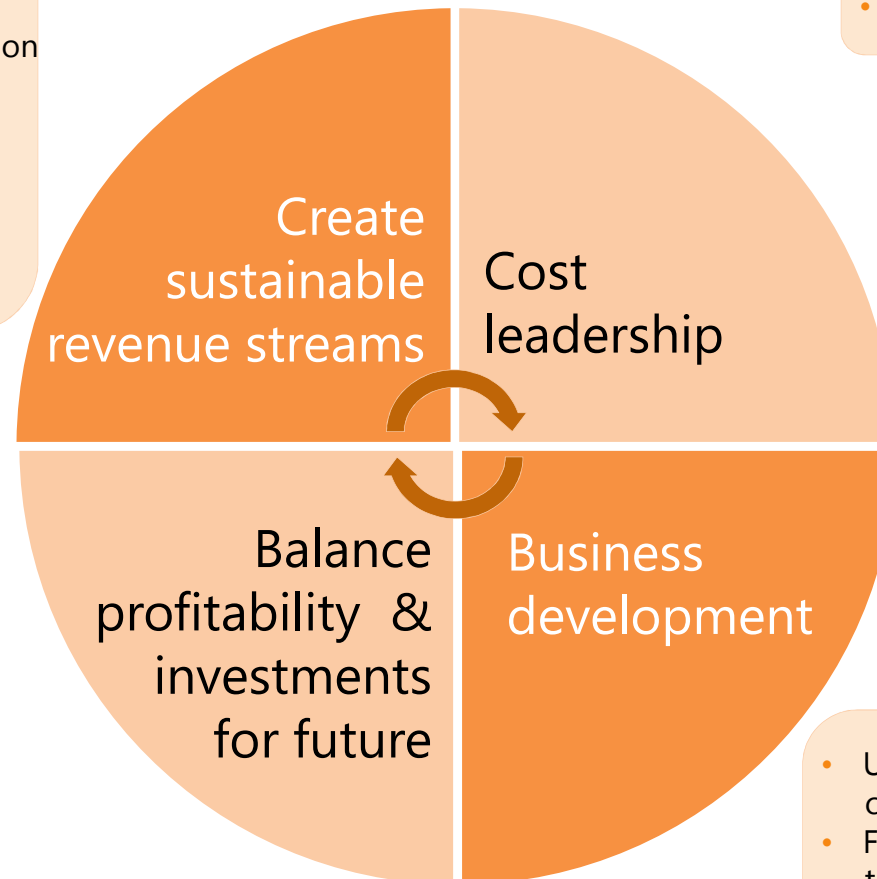 on
Create
sustainable
revenue streams
Cost
leadership
Balance
profitability &
investments
for future
Business
development
•
• U
• F